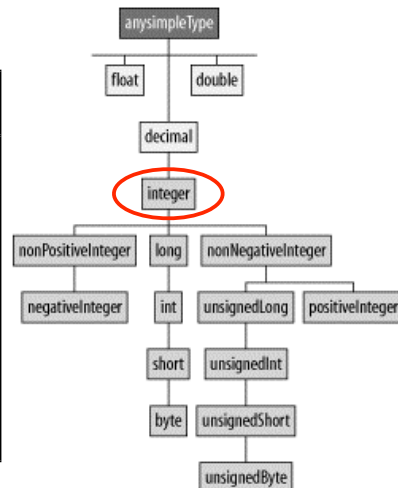 anysimpleType
float double
decimal
integer
nonPositiveInteger long nonNegativeInteger
negativeInteger int unsignedLong positiveInteger
short unsignedInt
byte unsignedShort
unsignedByte